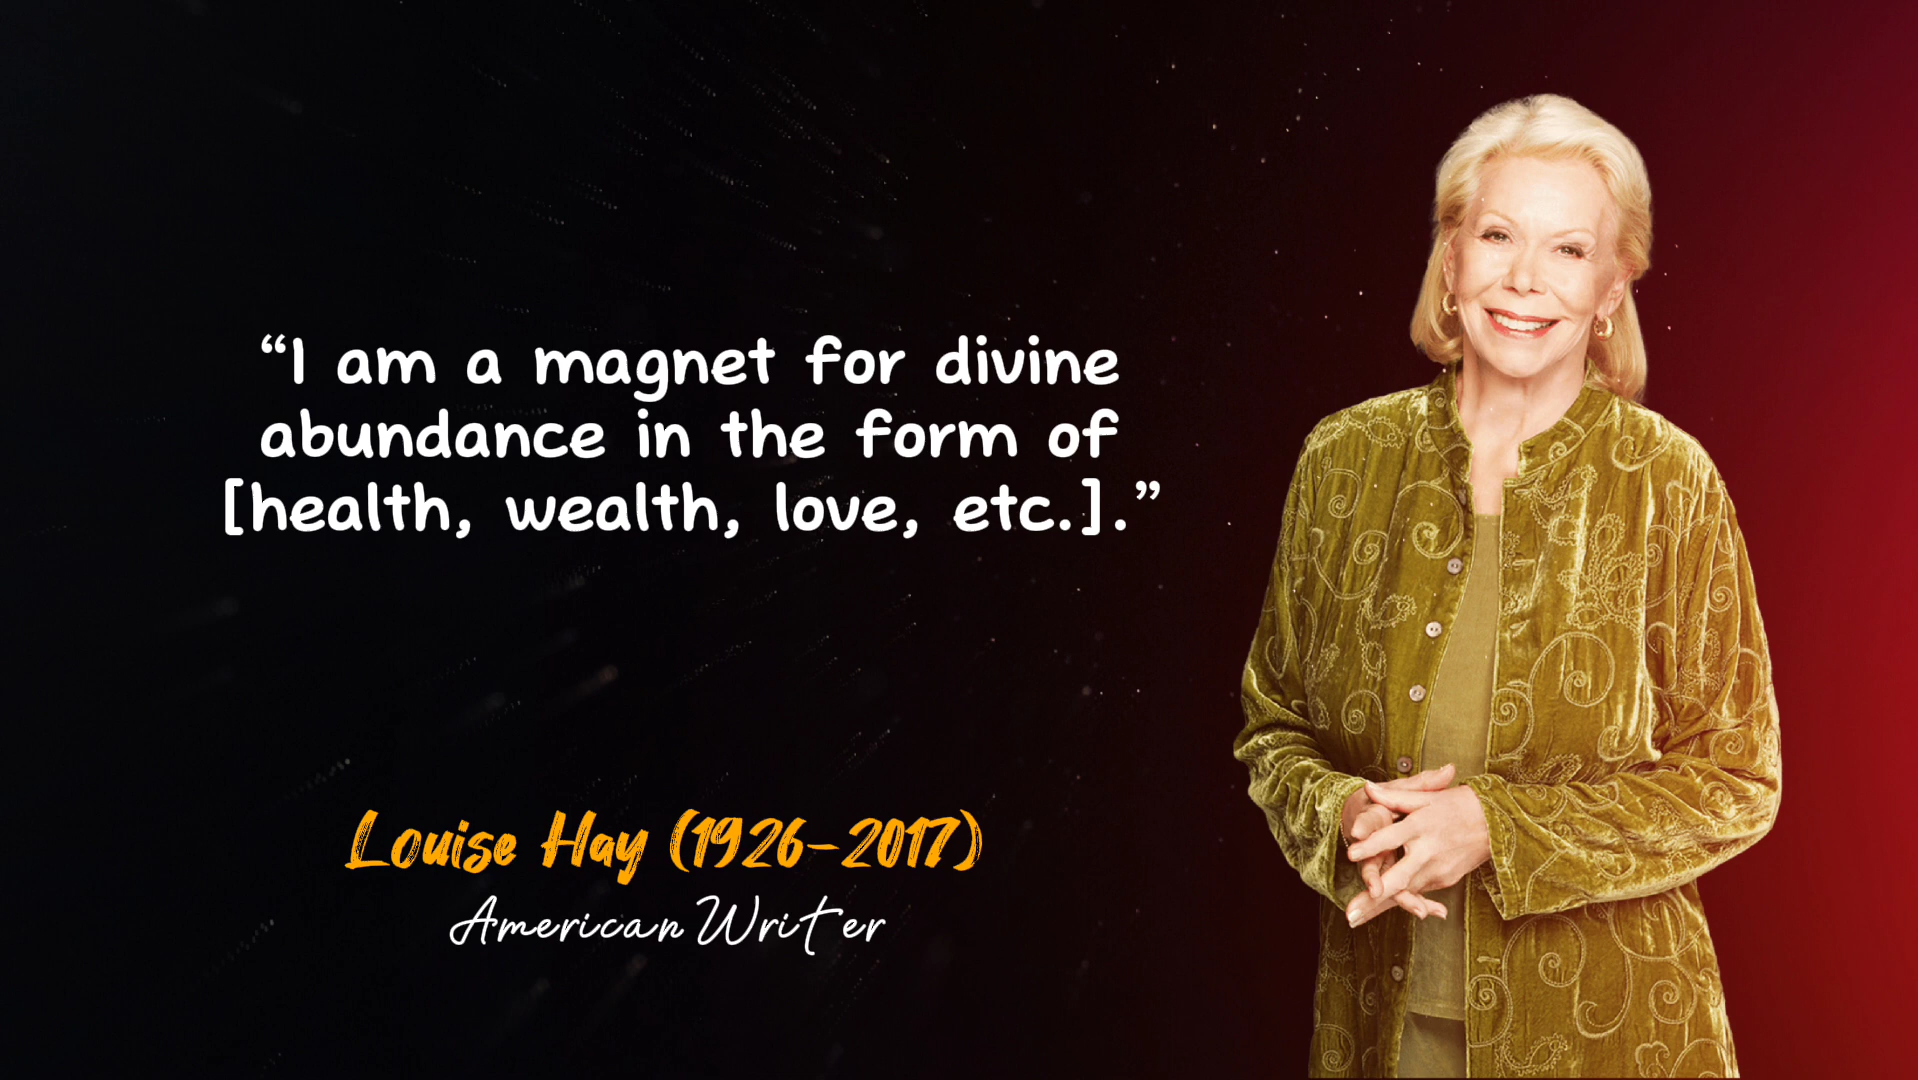 “I am a magnet for divine
abundance in the form of
[health, wealth, love, etc.].”
Louise Hay (1926-2017)
American Writer